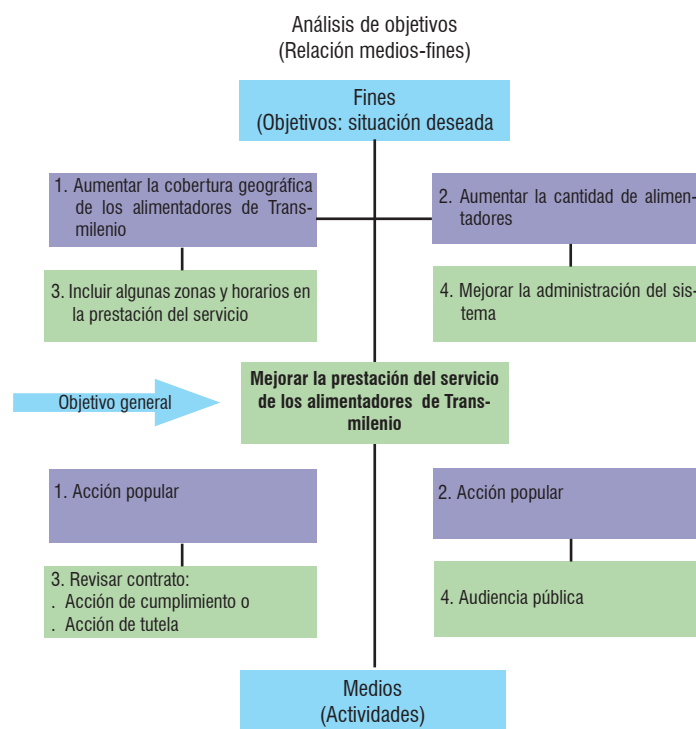 Análisis de objetivos
(Relación medios-fines)
Fines
(Objetivos: situación deseada
1. Aumentar la cobertura geográfica
de los alimentadores de Trans-
milenio
2. Aumentar la cantidad de alimen-
tadores
3. Incluir algunas zonas y horarios en
la prestación del servicio
4. Mejorar la administración del sis-
tema
Objetivo general
Mejorar la prestación del servicio
de los alimentadores de Trans-
milenio
1. Acción popular
2. Acción popular
3. Revisar contrato:
. Acción de cumplimiento o
. Acción de tutela
4. Audiencia pública
Medios
(Actividades)